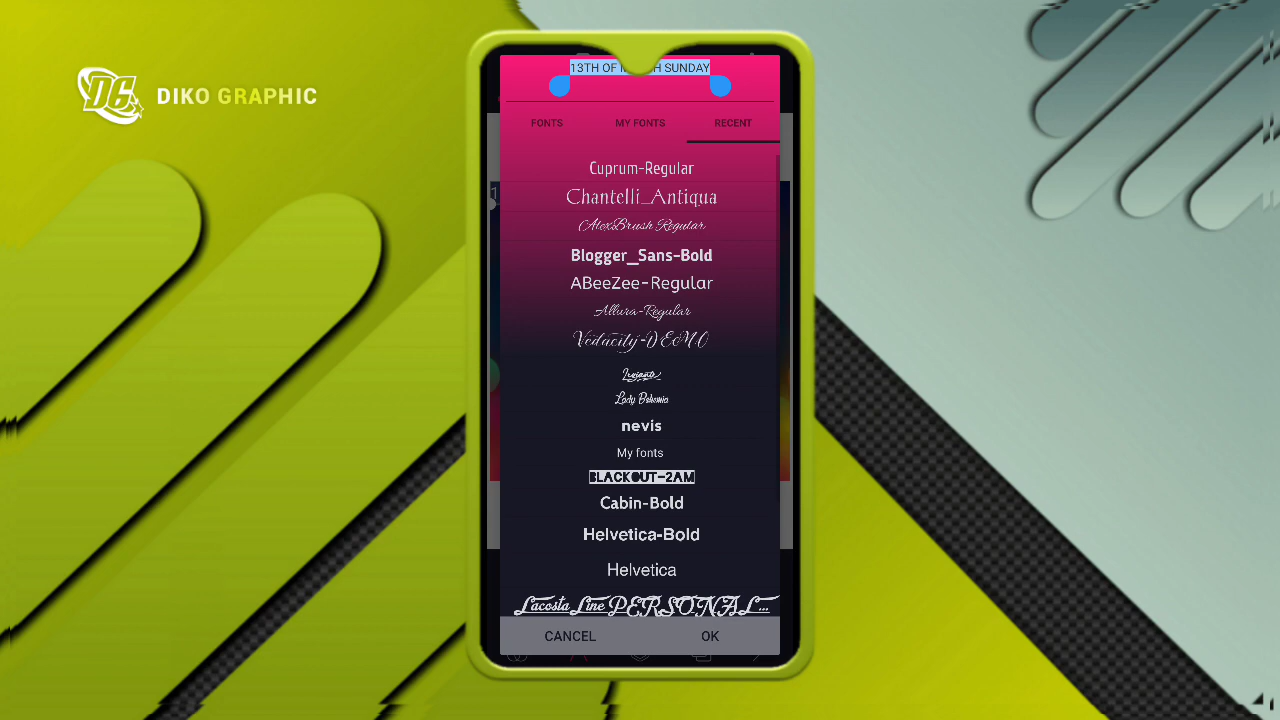 DG
DIKO GRAPHIC
13TH OF H SUNDAY
FONTS
MY FONTS
RECENT
Cuprum-Regular
Chantelli_Antiqua
AlexBrush Regular
Blogger_Sans-Bold
ABeeZee-Regular
Allura-Regular
Vedacity-DEMO
Lady Bohemia
nevis
My fonts
BLACKOUT-2AM
Cabin-Bold
Helvetica-Bold
Helvetica
Lacosta Line PERSONAL...
CANCEL
OK